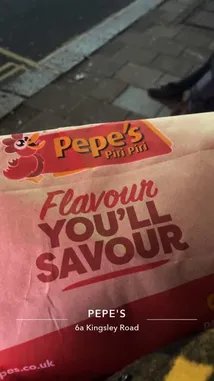 Pepe's
Piri Piri
Flavour
YOU'LL
SAVOUR
PEPE'S
6a Kingsley Road
pes.co.uk